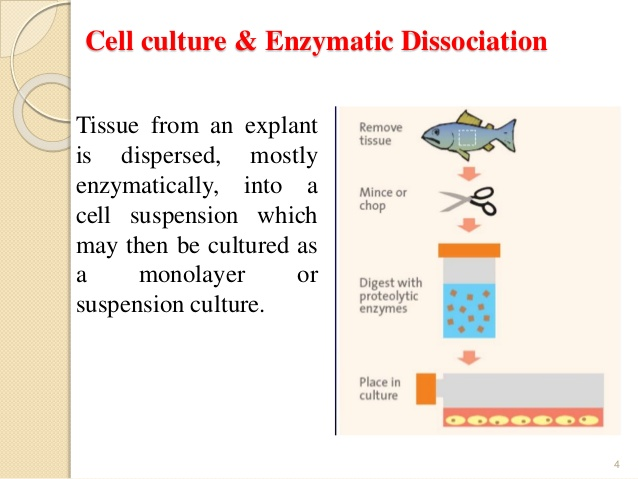 Cell culture & Enzymatic Dissociation
Tissue from an explant
is dispersed, mostly
enzymatically, into a
cell suspension which
may then be cultured as
a monolayer or
suspension culture.
Remove
tissue
Mince or
chop
Digest with
proteolytic
enzymes
Place in
culture
4